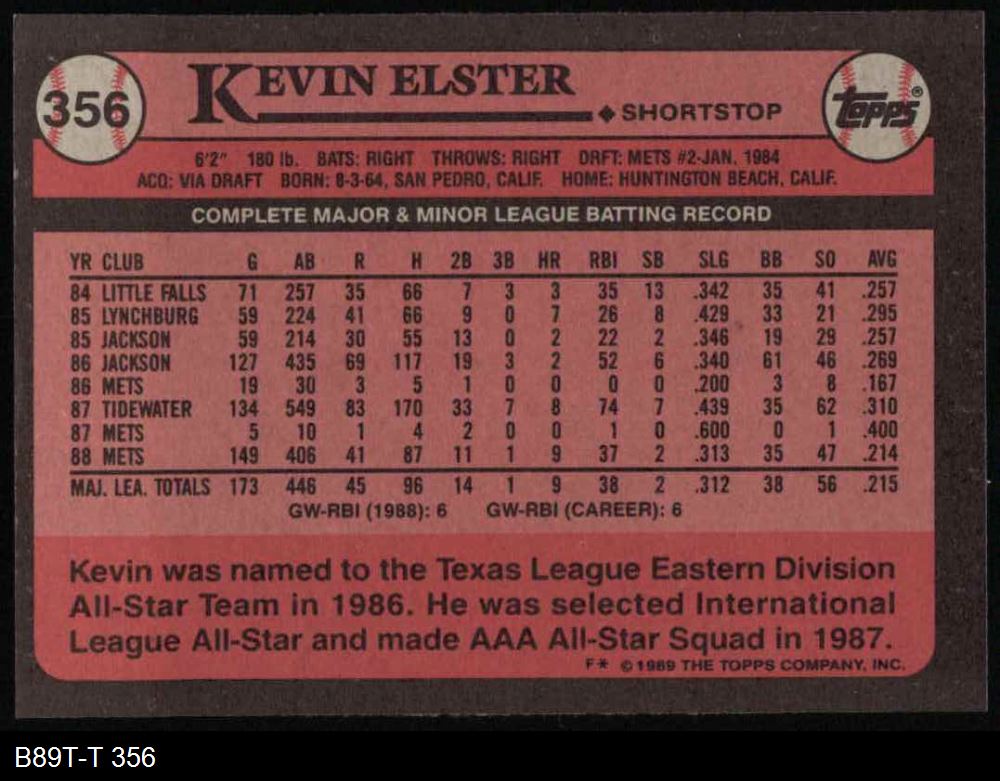 356
KEVIN ELSTER
◆ SHORTSTOP
TOPPS®
6'2" 180 lb. BATS: RIGHT THROWS: RIGHT DRFT: METS #2-JAN. 1984
ACQ: VIA DRAFT BORN: 8-3-64, SAN PEDRO, CALIF. HOME: HUNTINGTON BEACH, CALIF.
COMPLETE MAJOR & MINOR LEAGUE BATTING RECORD
YR CLUB G AB R H 2B 3B HR RBI SB SLG BB SO AVG
84 LITTLE FALLS 71 257 35 66 7 3 3 35 13 .342 35 41 .257
85 LYNCHBURG 59 224 41 66 9 0 7 26 8 .429 33 21 .295
85 JACKSON 59 214 30 55 13 0 2 22 2 .346 19 29 .257
86 JACKSON 127 435 69 117 19 3 2 52 6 .340 61 46 .269
86 METS 19 30 3 5 1 0 0 0 0 .200 3 8 .167
87 TIDEWATER 134 549 83 170 33 7 8 74 7 .439 35 62 .310
87 METS 5 10 1 4 2 0 0 1 0 .600 0 1 .400
88 METS 149 406 41 87 11 1 9 37 2 .313 35 47 .214
MAJ. LEA. TOTALS 173 446 45 96 14 1 9 38 2 .312 38 56 .215
GW-RBI (1988): 6 GW-RBI (CAREER): 6
Kevin was named to the Texas League Eastern Division
All-Star Team in 1986. He was selected International
League All-Star and made AAA All-Star Squad in 1987.
F* © 1989 THE TOPPS COMPANY, INC.
B89T-T 356